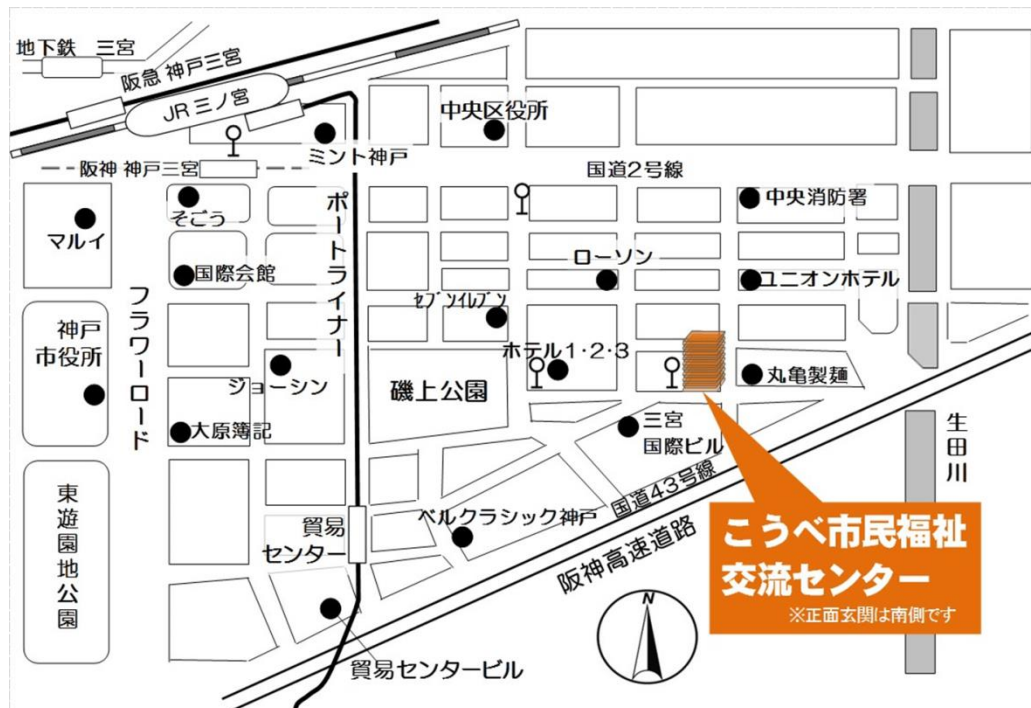 地下鉄 三宮
阪急 神戸三宮
JR 三ノ宮
中央区役所
ミント神戸
阪神 神戸三宮
国道2号線
そごう
マルイ
ポートライナー
中央消防署
国際会館
ローソン
ユニオンホテル
フラワーロード
セブンイレブン
神戸
市役所
ホテル1・2・3
ジョーシン
磯上公園
丸亀製麺
大原簿記
三宮
国際ビル
生田川
国道43号線
東遊園地公園
貿易
センター
ベルクラシック神戸
阪神高速道路
こうべ市民福祉
交流センター
※正面玄関は南側です
N
貿易センタービル